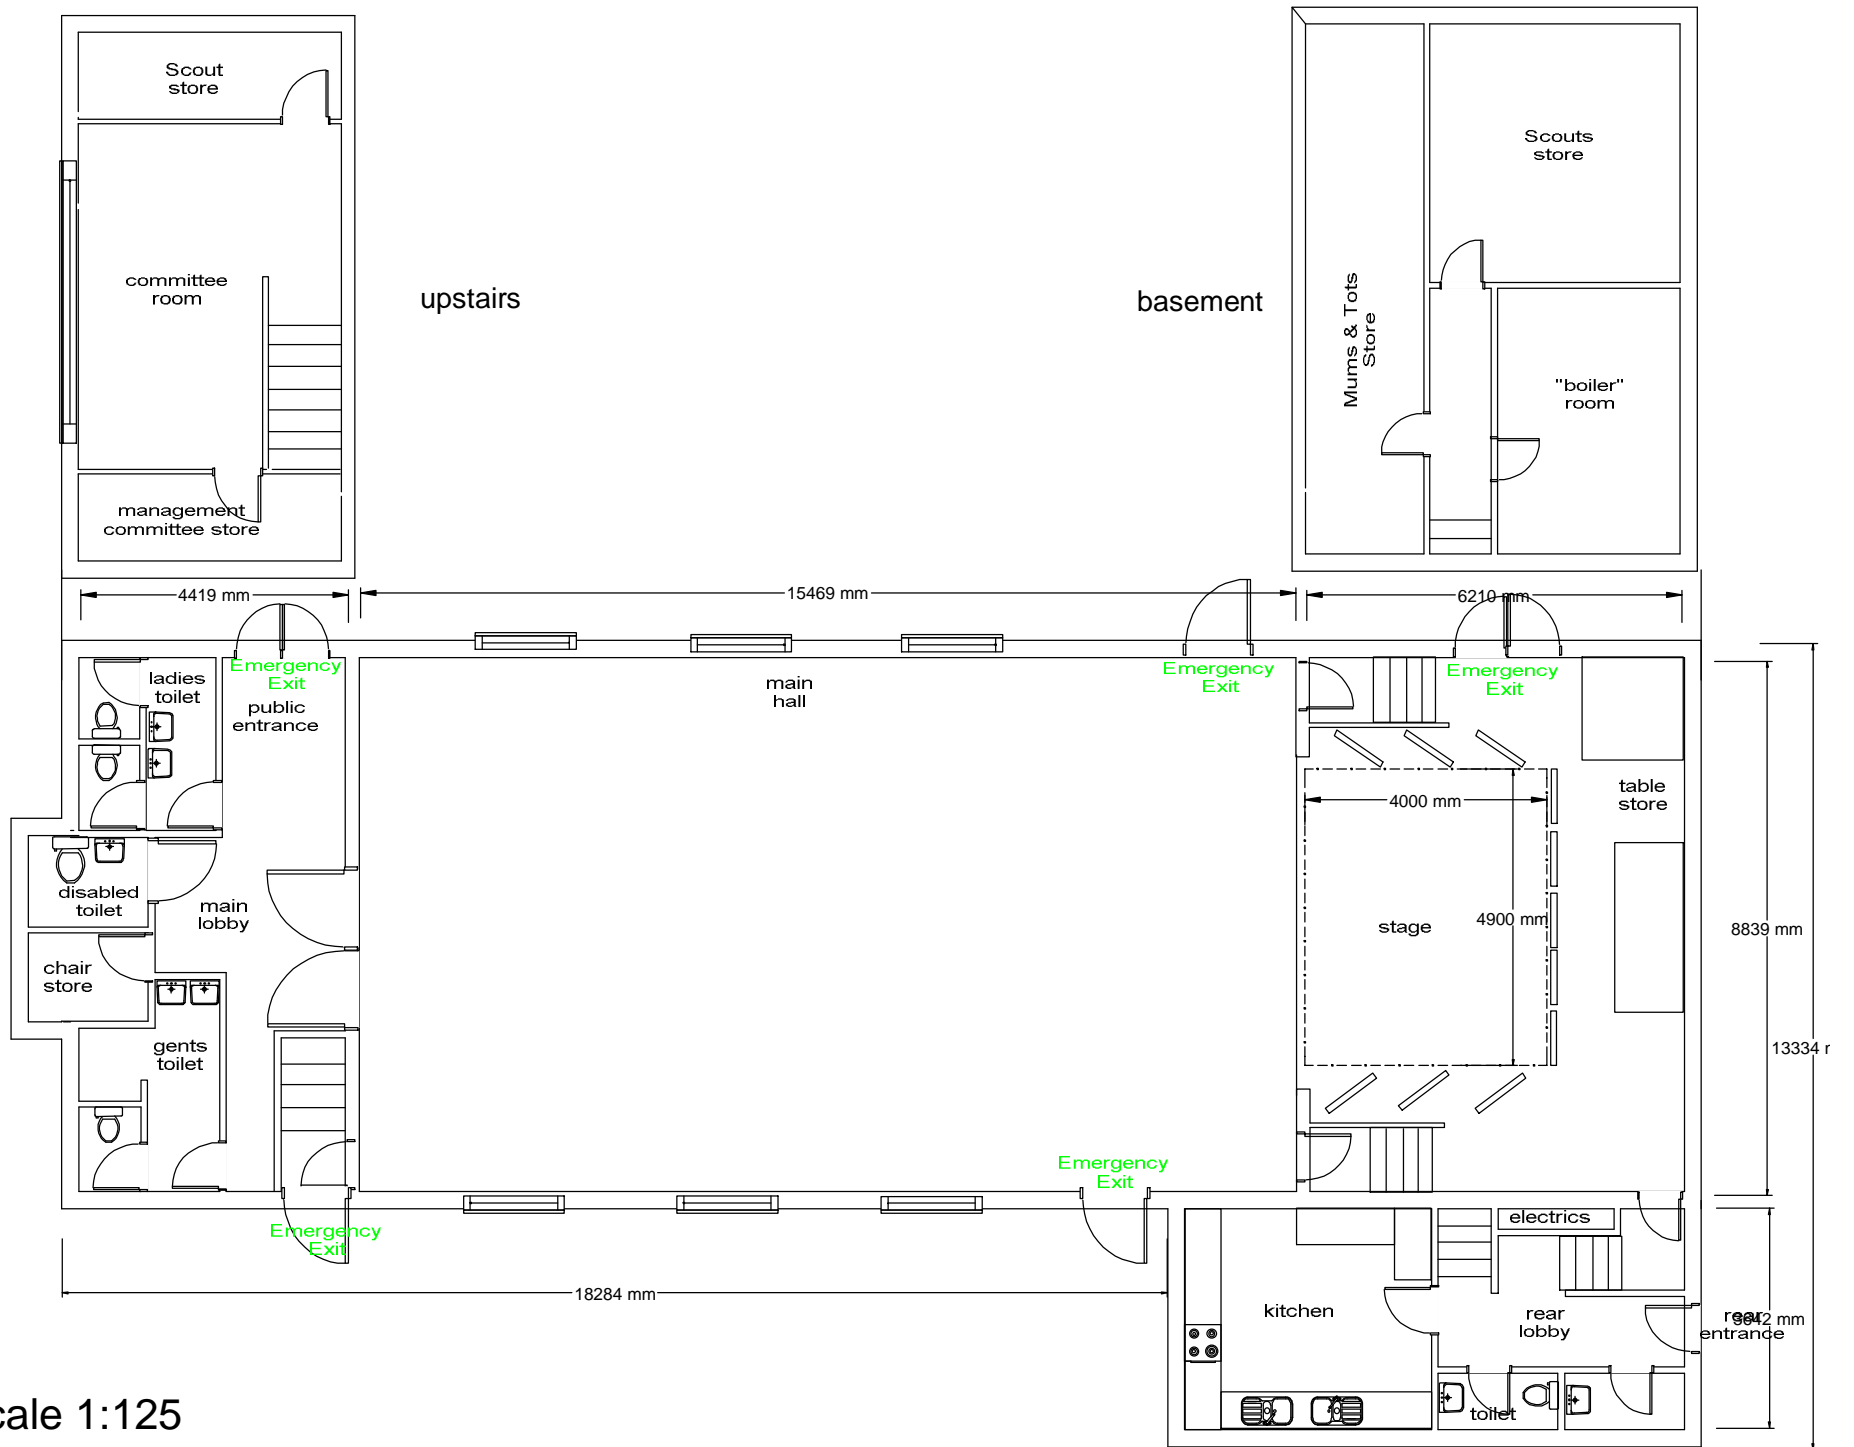 Scout
store
Scouts
store
committee
room
upstairs
basement
Mums & Tots
Store
"boiler"
room
management
committee store
4419 mm
15469 mm
6210 mm
Emergency
Exit
Emergency
Exit
Emergency
Exit
ladies
toilet
public
entrance
main
hall
table
store
4000 mm
disabled
toilet
main
lobby
stage
4900 mm
8839 mm
chair
store
gents
toilet
13334 r
Emergency
Exit
Emergency
Exit
electrics
18284 mm
kitchen
rear
lobby
rear
entrance
3642 mm
toilet
cale 1:125